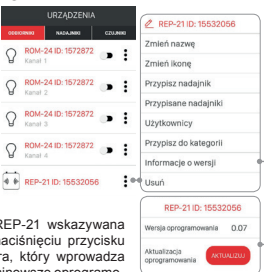 URZĄDZENIA
ODBIORNIKI NADAJNIKI CZUJNIKI
ROM-24 ID: 1572872
Kanał 1
ROM-24 ID: 1572872
Kanał 2
ROM-24 ID: 1572872
Kanał 3
ROM-24 ID: 1572872
Kanał 4
REP-21 ID: 15532056
REP-21 ID: 15532056
Zmień nazwę
Zmień ikonę
Przypisz nadajnik
Przypisane nadajniki
Użytkownicy
Przypisz do kategorii
Informacje o wersji
Usuń
REP-21 ID: 15532056
Wersja oprogramowania 0.07
Aktualizacja
oprogramowania
AKTUALIZUJ
REP-21 wskazywana
naciśnięciu przycisku
ra, który wprowadza